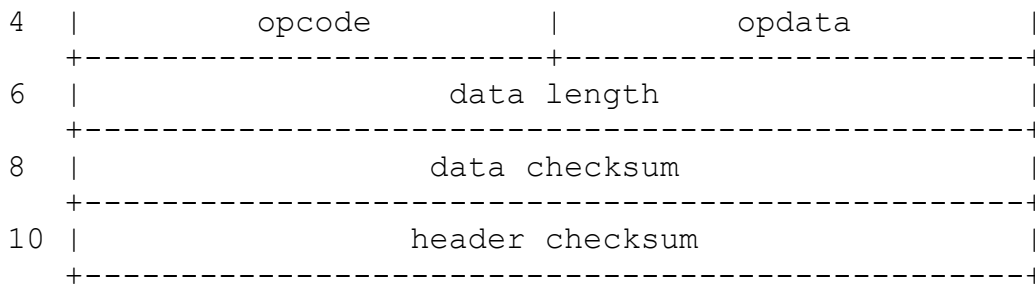 4 | opcode | opdata |
+------------------------+------------------------+
6 | data length |
+-------------------------------------------------+
8 | data checksum |
+-------------------------------------------------+
10 | header checksum |
+-------------------------------------------------+